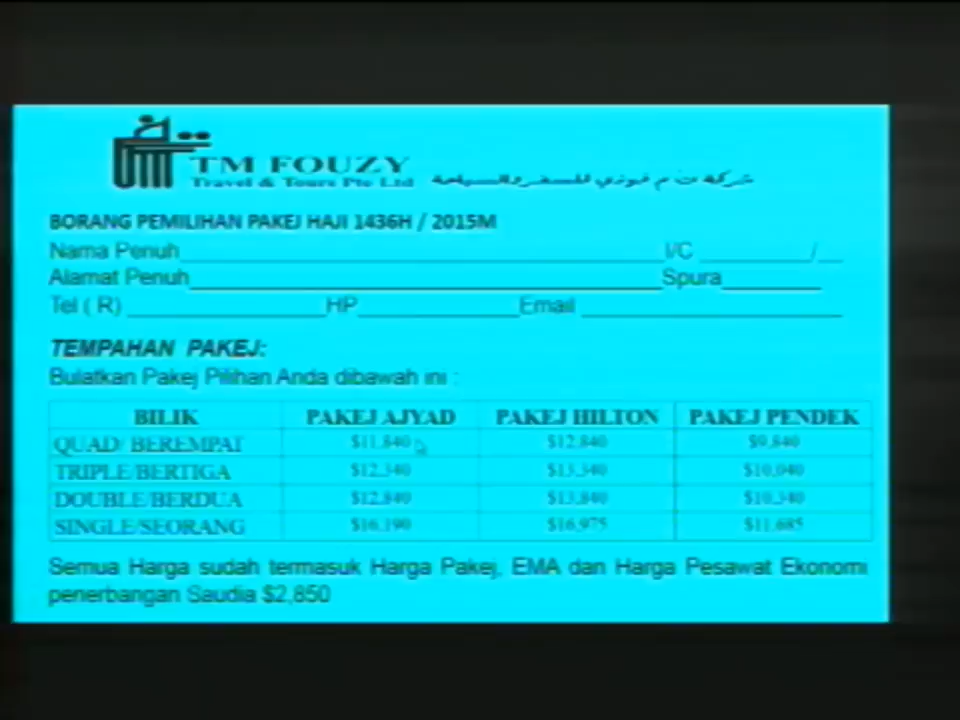 TM FOUZY
Travel & Tours Pte Ltd شركة ت م فوزي للسفر والسياحة
BORANG PEMILIHAN PAKEJ HAJI 1436H / 2015M
Nama Penuh I/C /
Alamat Penuh Spura
Tel ( R) HP Email
TEMPAHAN PAKEJ:
Bulatkan Pakej Pilihan Anda dibawah ini :
BILIK PAKEJ AJYAD PAKEJ HILTON PAKEJ PENDEK
QUAD/ BEREMPAT $11,840 $12,840 $9,840
TRIPLE/BERTIGA $12,340 $13,340 $10,040
DOUBLE/BERDUA $12,840 $13,840 $10,340
SINGLE/SEORANG $16,190 $16,975 $11,685
Semua Harga sudah termasuk Harga Pakej, EMA dan Harga Pesawat Ekonomi
penerbangan Saudia $2,850